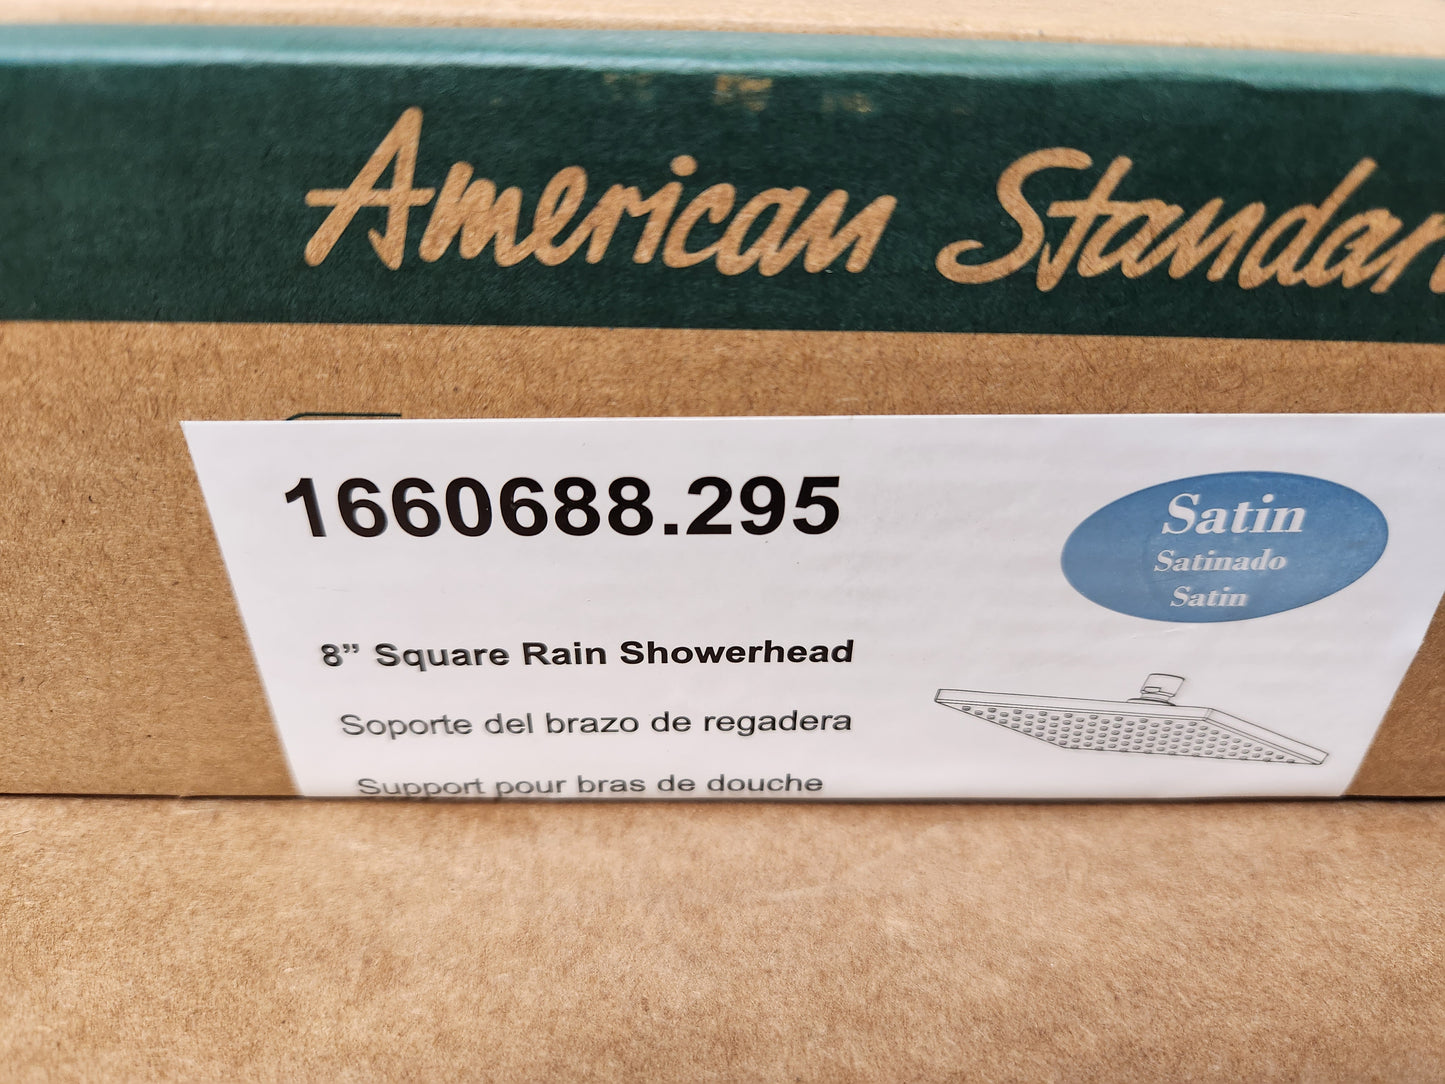 American Standar
1660688.295
Satin
Satinado
Satin
8” Square Rain Showerhead
Soporte del brazo de regadera
Support pour bras de douche